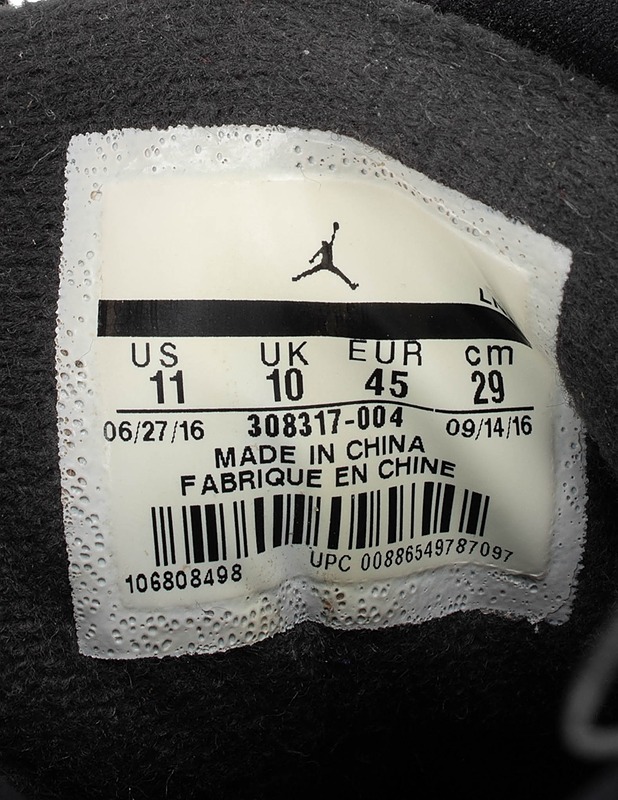 US UK EUR cm
11 10 45 29
06/27/16 308317-004 09/14/16
MADE IN CHINA
FABRIQUE EN CHINE
UPC 00886549787097
106808498